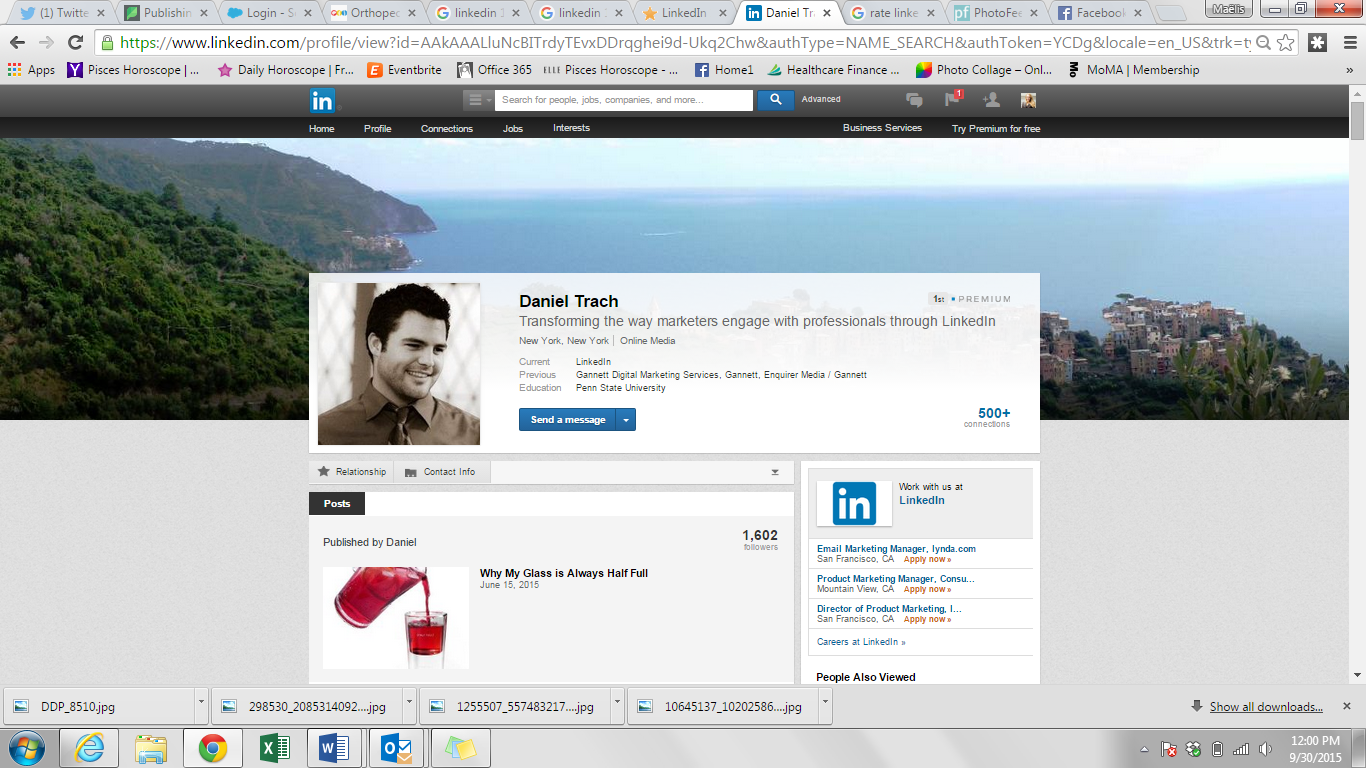 (1) Twitte
Publishin
Login - S
Orthopec
linkedin 1
linkedin
LinkedIn
Daniel Tra
rate linke
PhotoFee
Facebook
Maëlis
https://www.linkedin.com/profile/view?id=AAkAAALluNcBITrdyTEvxDDrqghei9d-Ukq2Chw&authType=NAME_SEARCH&authToken=YCDg&locale=en_US&trk=t
Apps
Pisces Horoscope | ...
Daily Horoscope | Fr...
Eventbrite
Office 365
ELLE Pisces Horoscope - ...
Home1
Healthcare Finance ...
Photo Collage – Onl...
MoMA | Membership
»
in
Search for people, jobs, companies, and more...
Advanced
1
Home Profile Connections Jobs Interests
Business Services Try Premium for free
Daniel Trach
1st • PREMIUM
Transforming the way marketers engage with professionals through LinkedIn
New York, New York | Online Media
Current LinkedIn
Previous Gannett Digital Marketing Services, Gannett, Enquirer Media / Gannett
Education Penn State University
Send a message
500+
connections
Relationship Contact Info
Posts
Published by Daniel
1,602
followers
Why My Glass is Always Half Full
June 15, 2015
in
Work with us at
LinkedIn
Email Marketing Manager, lynda.com
San Francisco, CA Apply now »
Product Marketing Manager, Consu...
Mountain View, CA Apply now »
Director of Product Marketing, I...
San Francisco, CA Apply now »
Careers at LinkedIn »
People Also Viewed
DDP_8510.jpg
298530_2085314092....jpg
1255507_557483217....jpg
10645137_10202586....jpg
Show all downloads...
12:00 PM
9/30/2015